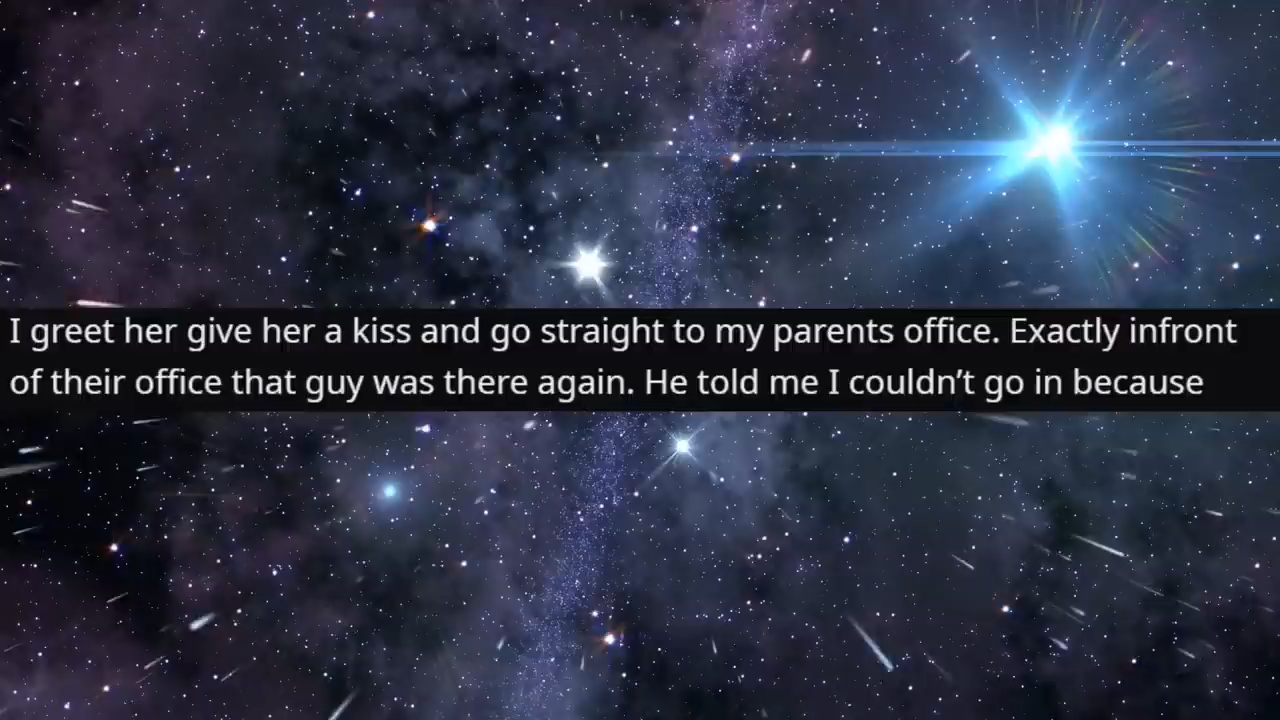 I greet her give her a kiss and go straight to my parents office. Exactly infront
of their office that guy was there again. He told me I couldn’t go in because